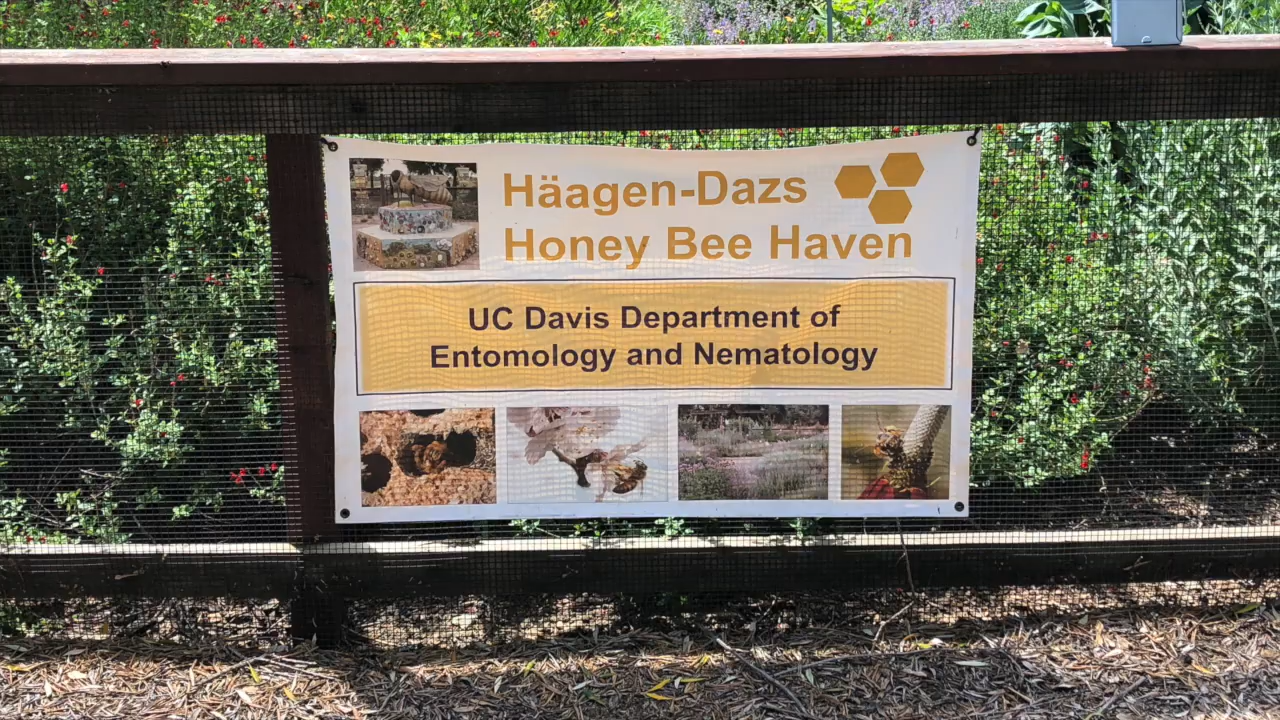 Häagen-Dazs
Honey Bee Haven
UC Davis Department of
Entomology and Nematology